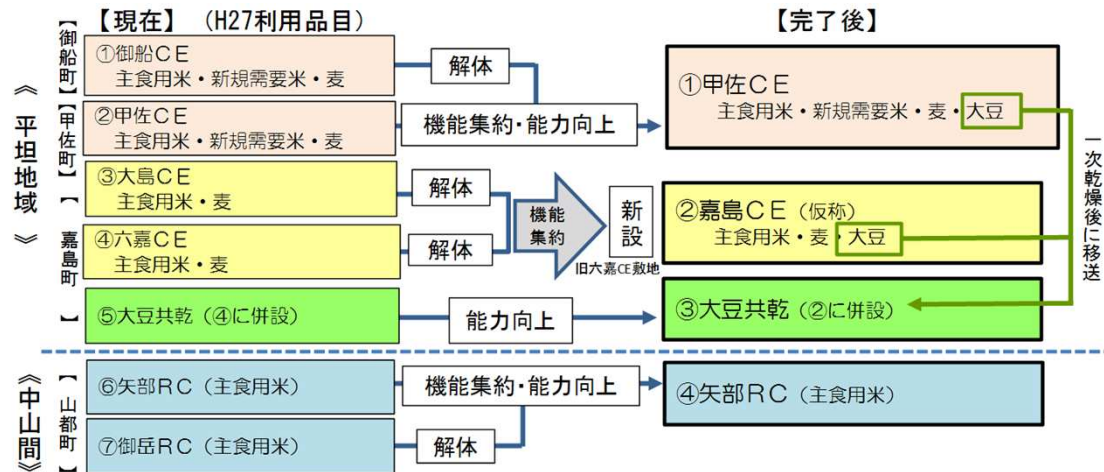 【現在】（H27利用品目）
【完了後】
《 平坦地域 》
【御船町】
①御船ＣＥ
主食用米・新規需要米・麦
解体
【甲佐町】
②甲佐ＣＥ
主食用米・新規需要米・麦
機能集約・能力向上
①甲佐ＣＥ
主食用米・新規需要米・麦・大豆
【嘉島町】
③大島ＣＥ
主食用米・麦
解体
④六嘉ＣＥ
主食用米・麦
解体
機能
集約
新設
旧六嘉CE敷地
②嘉島ＣＥ（仮称）
主食用米・麦・大豆
一次乾燥後に移送
⑤大豆共乾（④に併設）
能力向上
③大豆共乾（②に併設）
《中山間》
【山都町】
⑥矢部ＲＣ（主食用米）
機能集約・能力向上
④矢部ＲＣ（主食用米）
⑦御岳ＲＣ（主食用米）
解体